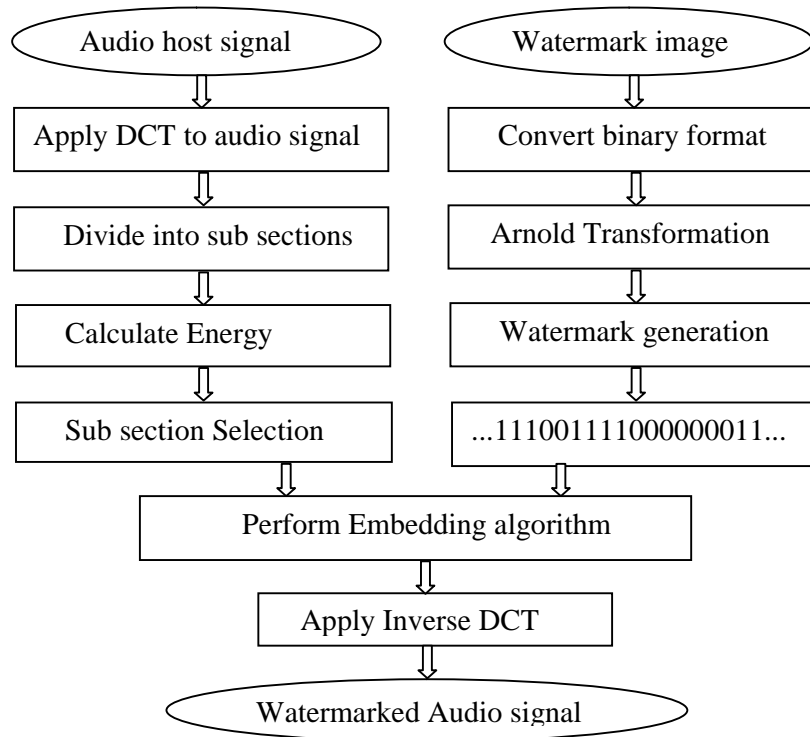 Audio host signal
Watermark image
Apply DCT to audio signal
Convert binary format
Divide into sub sections
Arnold Transformation
Calculate Energy
Watermark generation
Sub section Selection
...111001111000000011...
Perform Embedding algorithm
Apply Inverse DCT
Watermarked Audio signal